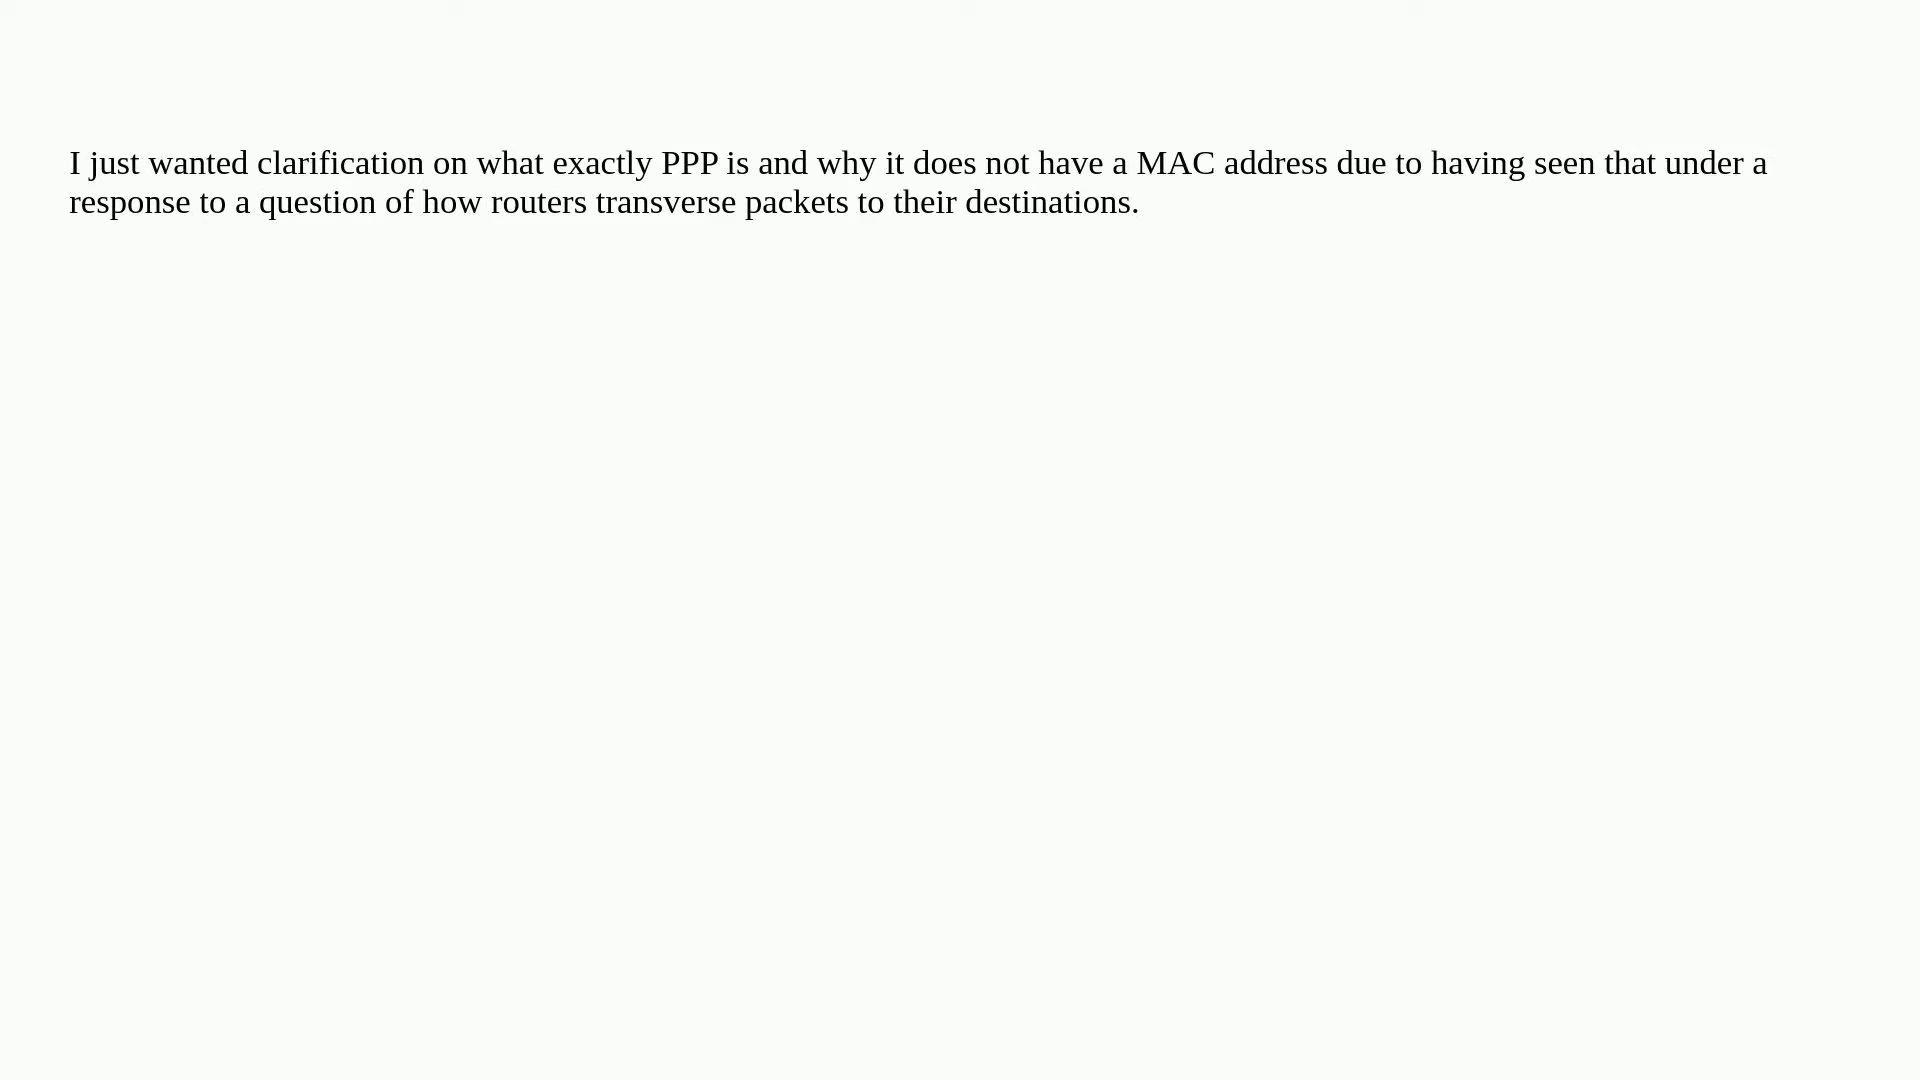 I just wanted clarification on what exactly PPP is and why it does not have a MAC address due to having seen that under a
response to a question of how routers transverse packets to their destinations.